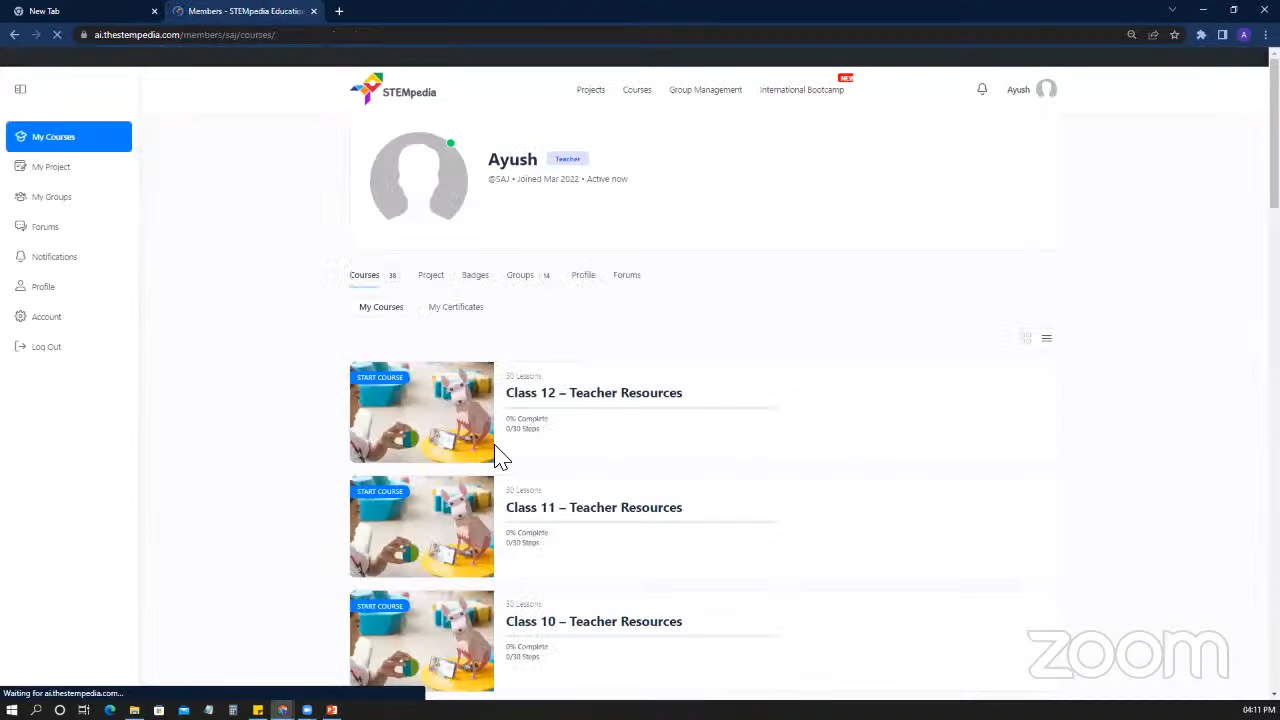 New Tab
Members – STEMpedia Education
ai.thestempedia.com/members/saj/courses/
A
STEMpedia
Projects
Courses
Group Management
International Bootcamp
NEW
Ayush
My Courses
My Project
My Groups
Forums
Notifications
Profile
Account
Log Out
Ayush
Teacher
@SAJ • Joined Mar 2022 • Active now
Courses 38
Project
Badges
Groups 14
Profile
Forums
My Courses
My Certificates
START COURSE
30 Lessons
Class 12 – Teacher Resources
0% Complete
0/30 Steps
START COURSE
30 Lessons
Class 11 – Teacher Resources
0% Complete
0/30 Steps
START COURSE
30 Lessons
Class 10 – Teacher Resources
0% Complete
0/30 Steps
zoom
Waiting for ai.thestempedia.com...
04:11 PM